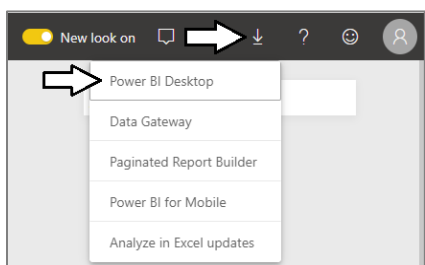 New look on
Power BI Desktop
Data Gateway
Paginated Report Builder
Power BI for Mobile
Analyze in Excel updates